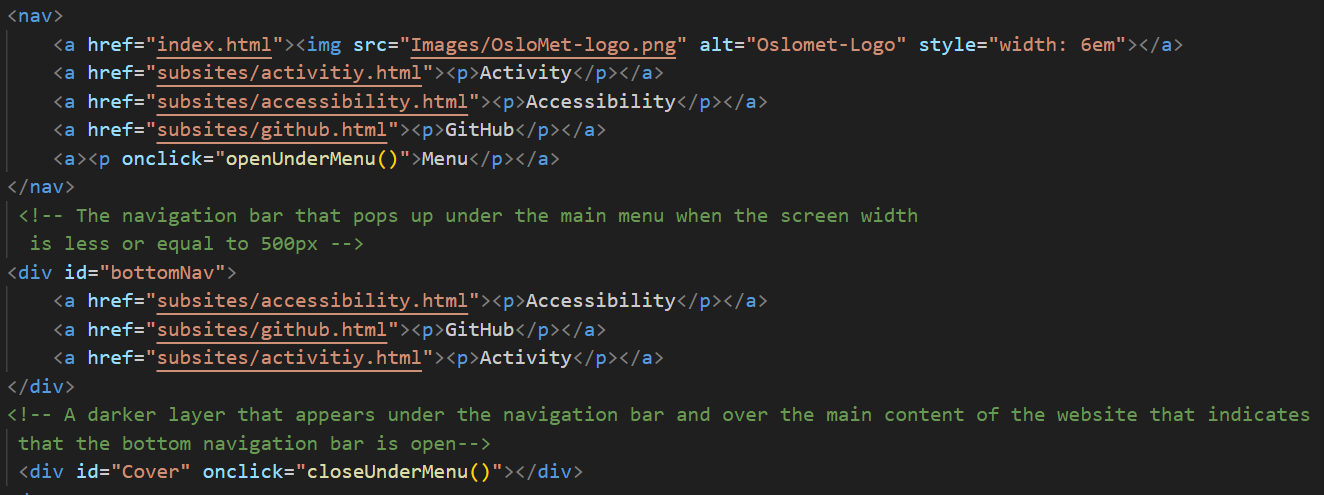 <nav>
<a href="index.html"><img src="Images/OsloMet-logo.png" alt="Oslomet-Logo" style="width: 6em"></a>
<a href="subsites/activitiy.html"><p>Activity</p></a>
<a href="subsites/accessibility.html"><p>Accessibility</p></a>
<a href="subsites/github.html"><p>GitHub</p></a>
<a><p onclick="openUnderMenu()">Menu</p></a>
</nav>
<!-- The navigation bar that pops up under the main menu when the screen width
is less or equal to 500px -->
<div id="bottomNav">
<a href="subsites/accessibility.html"><p>Accessibility</p></a>
<a href="subsites/github.html"><p>GitHub</p></a>
<a href="subsites/activitiy.html"><p>Activity</p></a>
</div>
<!-- A darker layer that appears under the navigation bar and over the main content of the website that indicates
that the bottom navigation bar is open-->
<div id="Cover" onclick="closeUnderMenu()"></div>